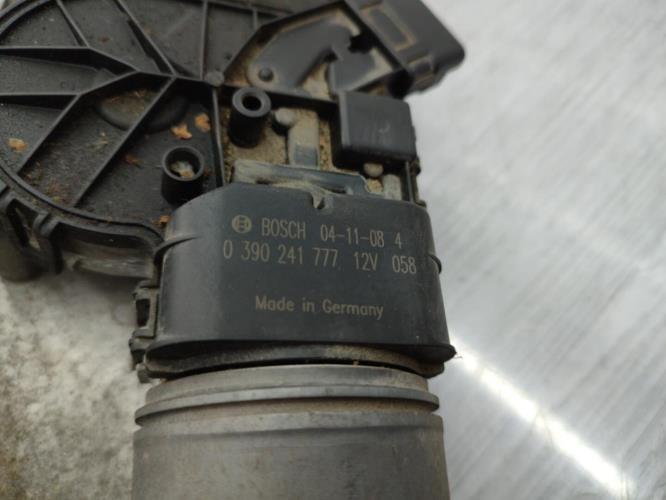 BOSCH 04-11-08 4
0 390 241 777 12V 058
Made in Germany